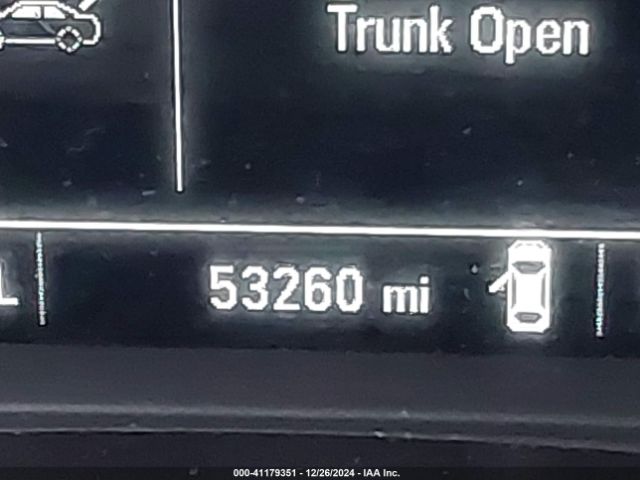 Trunk Open
53260 mi
000-41179351 - 12/26/2024 - IAA Inc.